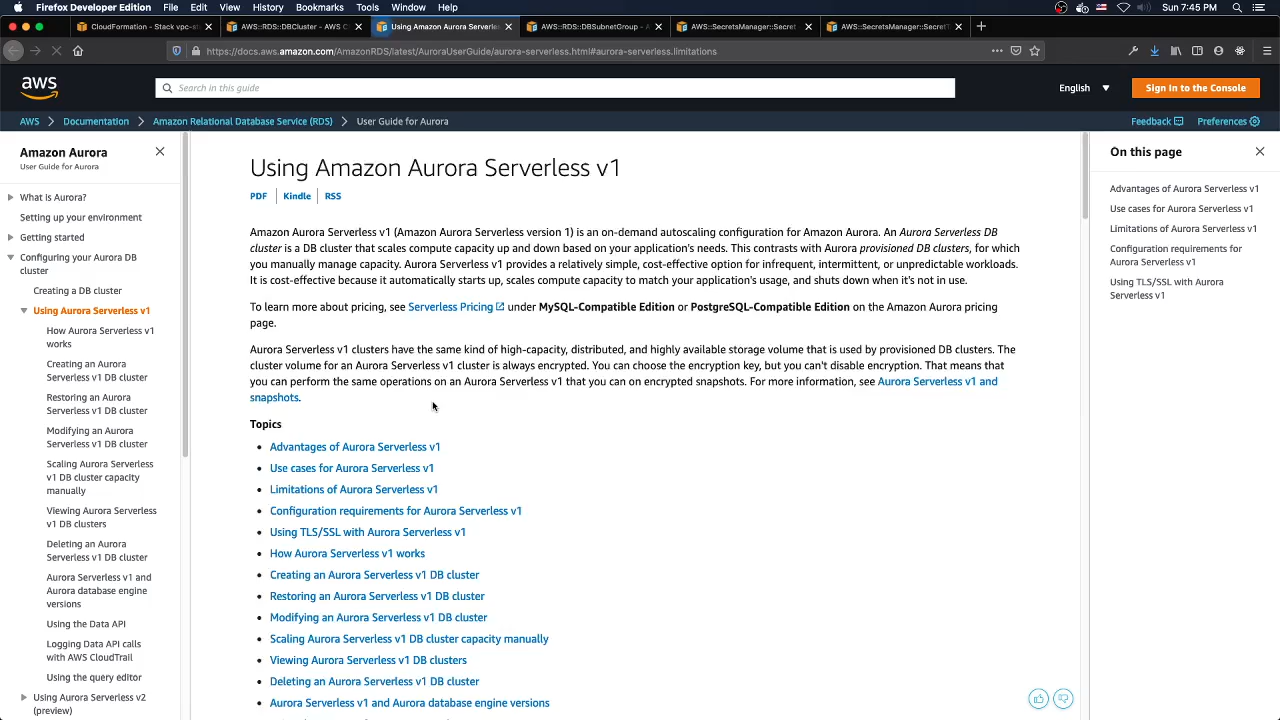 Firefox Developer Edition File Edit View History Bookmarks Tools Window Help
Sun 7:45 PM
CloudFormation - Stack vpc-st
AWS::RDS::DBCluster - AWS C
Using Amazon Aurora Serverles
AWS::RDS::DBSubnetGroup - A
AWS::SecretsManager::Secret
AWS::SecretsManager::SecretT
https://docs.aws.amazon.com/AmazonRDS/latest/AuroraUserGuide/aurora-serverless.html#aurora-serverless.limitations
aws
Search in this guide
English
Sign In to the Console
AWS > Documentation > Amazon Relational Database Service (RDS) > User Guide for Aurora
Feedback
Preferences
Amazon Aurora
User Guide for Aurora
What is Aurora?
Setting up your environment
Getting started
Configuring your Aurora DB
cluster
Creating a DB cluster
Using Aurora Serverless v1
How Aurora Serverless v1
works
Creating an Aurora
Serverless v1 DB cluster
Restoring an Aurora
Serverless v1 DB cluster
Modifying an Aurora
Serverless v1 DB cluster
Scaling Aurora Serverless
v1 DB cluster capacity
manually
Viewing Aurora Serverless
v1 DB clusters
Deleting an Aurora
Serverless v1 DB cluster
Aurora Serverless v1 and
Aurora database engine
versions
Using the Data API
Logging Data API calls
with AWS CloudTrail
Using the query editor
Using Aurora Serverless v2
(preview)
Using Amazon Aurora Serverless v1
PDF
Kindle
RSS
Amazon Aurora Serverless v1 (Amazon Aurora Serverless version 1) is an on-demand autoscaling configuration for Amazon Aurora. An Aurora Serverless DB
cluster is a DB cluster that scales compute capacity up and down based on your application's needs. This contrasts with Aurora provisioned DB clusters, for which
you manually manage capacity. Aurora Serverless v1 provides a relatively simple, cost-effective option for infrequent, intermittent, or unpredictable workloads.
It is cost-effective because it automatically starts up, scales compute capacity to match your application's usage, and shuts down when it's not in use.
To learn more about pricing, see Serverless Pricing under MySQL-Compatible Edition or PostgreSQL-Compatible Edition on the Amazon Aurora pricing
page.
Aurora Serverless v1 clusters have the same kind of high-capacity, distributed, and highly available storage volume that is used by provisioned DB clusters. The
cluster volume for an Aurora Serverless v1 cluster is always encrypted. You can choose the encryption key, but you can't disable encryption. That means that
you can perform the same operations on an Aurora Serverless v1 that you can on encrypted snapshots. For more information, see Aurora Serverless v1 and
snapshots.
Topics
• Advantages of Aurora Serverless v1
• Use cases for Aurora Serverless v1
• Limitations of Aurora Serverless v1
• Configuration requirements for Aurora Serverless v1
• Using TLS/SSL with Aurora Serverless v1
• How Aurora Serverless v1 works
• Creating an Aurora Serverless v1 DB cluster
• Restoring an Aurora Serverless v1 DB cluster
• Modifying an Aurora Serverless v1 DB cluster
• Scaling Aurora Serverless v1 DB cluster capacity manually
• Viewing Aurora Serverless v1 DB clusters
• Deleting an Aurora Serverless v1 DB cluster
• Aurora Serverless v1 and Aurora database engine versions
On this page
Advantages of Aurora Serverless v1
Use cases for Aurora Serverless v1
Limitations of Aurora Serverless v1
Configuration requirements for
Aurora Serverless v1
Using TLS/SSL with Aurora
Serverless v1